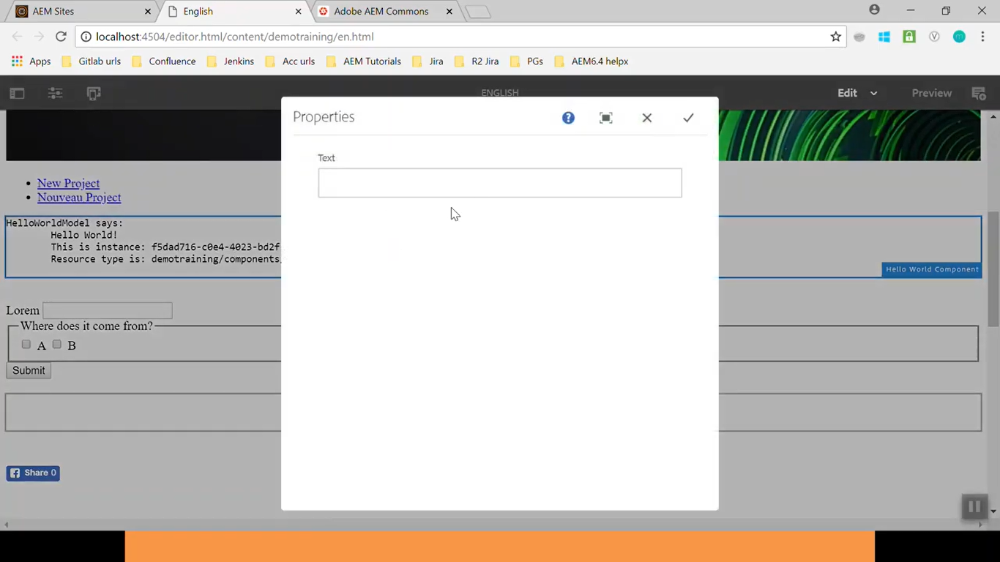 AEM Sites
English
Adobe AEM Commons
localhost:4504/editor.html/content/demotraining/en.html
Apps
Gitlab urls
Confluence
Jenkins
Acc urls
AEM Tutorials
Jira
R2 Jira
PGs
AEM6.4 helpx
ENGLISH
Edit
Preview
Properties
?
Text
New Project
Nouveau Project
HelloWorldModel says:
Hello World!
This is instance: f5dad716-c0e4-4023-bd2f
Resource type is: demotraining/components/
Hello World Component
Lorem
Where does it come from?
A
B
Submit
Share 0